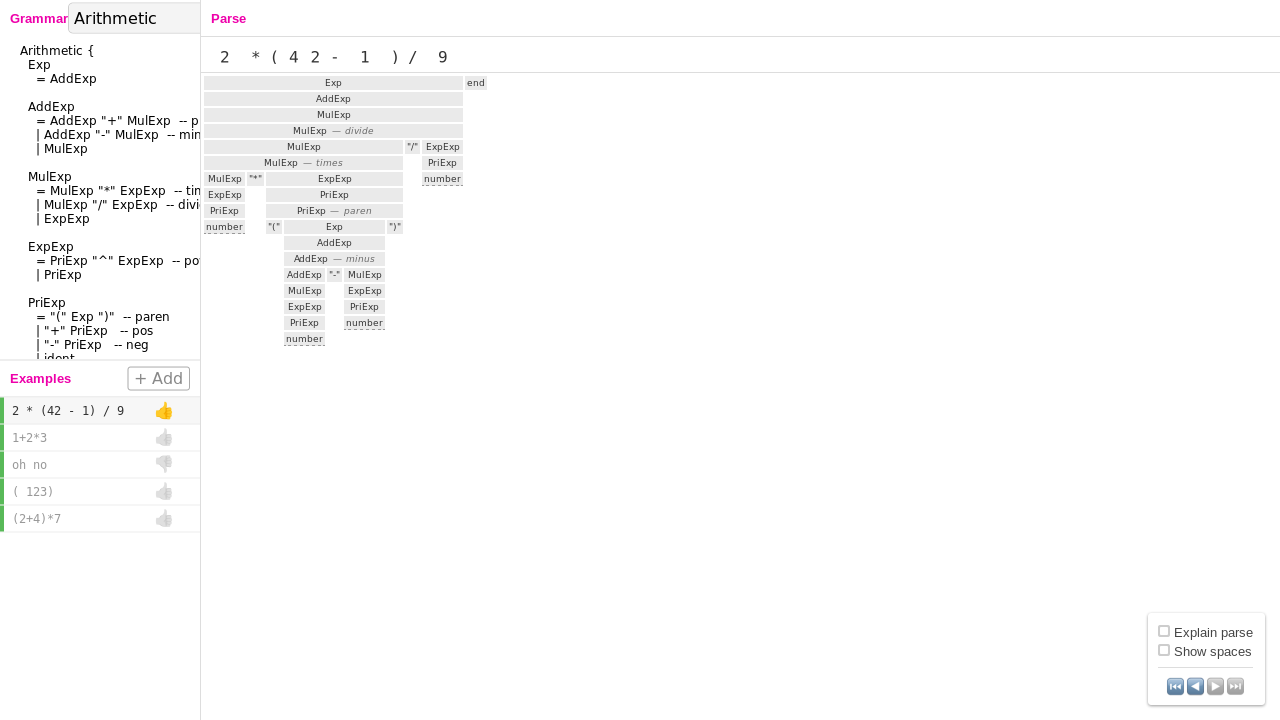 Grammar Arithmetic
Arithmetic {
Exp
= AddExp
AddExp
= AddExp "+" MulExp -- p
| AddExp "-" MulExp -- min
| MulExp
MulExp
= MulExp "*" ExpExp -- tim
| MulExp "/" ExpExp -- divi
| ExpExp
ExpExp
= PriExp "^" ExpExp -- po
| PriExp
PriExp
= "(" Exp ")" -- paren
| "+" PriExp -- pos
| "-" PriExp -- neg
| ident
Examples + Add
2 * (42 - 1) / 9
1+2*3
oh no
( 123)
(2+4)*7
Parse
2 * ( 4 2 - 1 ) / 9
Exp end
AddExp
MulExp
MulExp — divide
MulExp "/" ExpExp
MulExp — times PriExp
MulExp "*" ExpExp number
ExpExp PriExp
PriExp PriExp — paren
number "(" Exp ")"
AddExp
AddExp — minus
AddExp "-" MulExp
MulExp ExpExp
ExpExp PriExp
PriExp number
number
Explain parse
Show spaces